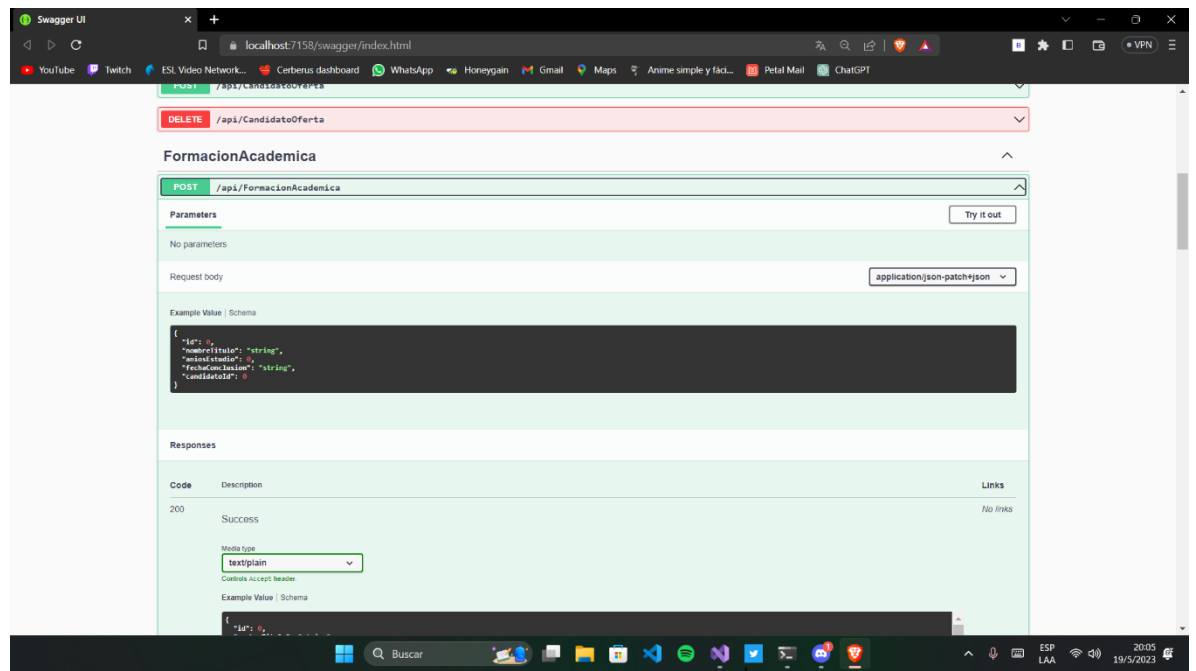 Swagger UI
localhost:7158/swagger/index.html
VPN
YouTube Twitch ESL Video Network... Cerberus dashboard WhatsApp Honeygain Gmail Maps Anime simple y fáci... Petal Mail ChatGPT
POST /api/CandidatoOferta
DELETE /api/CandidatoOferta
FormacionAcademica
POST /api/FormacionAcademica
Parameters Try it out
No parameters
Request body application/json-patch+json
Example Value | Schema
{
"id": 0,
"nombreTitulo": "string",
"aniosEstudio": 0,
"fechaConclusion": "string",
"candidatoId": 0
}
Responses
Code Description Links
200 Success No links
Media type
text/plain
Controls Accept header.
Example Value | Schema
{
"id": 0,
Buscar
ESP 20:05
LAA 19/5/2023